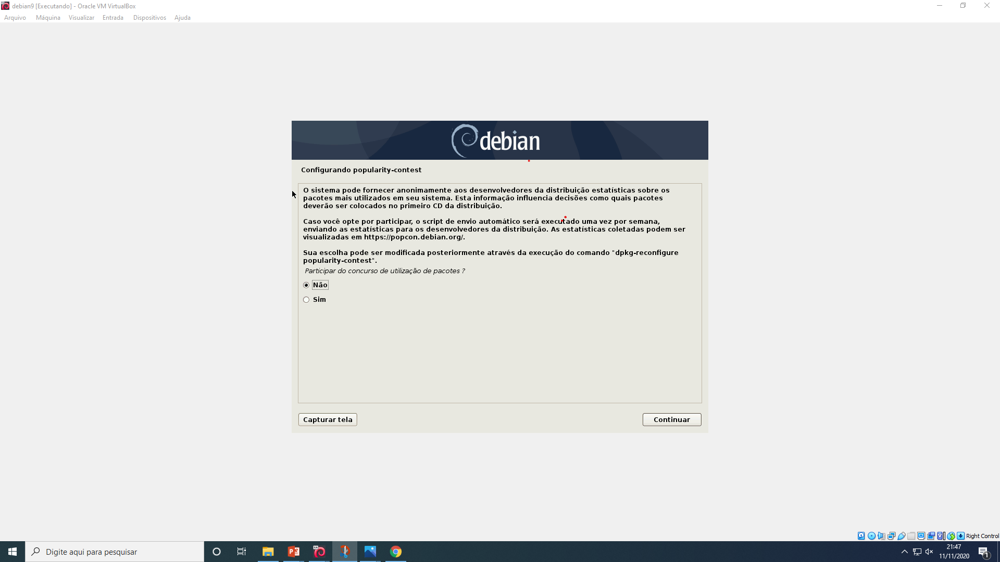 debian9 [Executando] - Oracle VM VirtualBox
Arquivo Máquina Visualizar Entrada Dispositivos Ajuda
debian
Configurando popularity-contest
O sistema pode fornecer anonimamente aos desenvolvedores da distribuição estatísticas sobre os
pacotes mais utilizados em seu sistema. Esta informação influencia decisões como quais pacotes
deverão ser colocados no primeiro CD da distribuição.
Caso você opte por participar, o script de envio automático será executado uma vez por semana,
enviando as estatísticas para os desenvolvedores da distribuição. As estatísticas coletadas podem ser
visualizadas em https://popcon.debian.org/.
Sua escolha pode ser modificada posteriormente através da execução do comando "dpkg-reconfigure
popularity-contest".
Participar do concurso de utilização de pacotes ?
Não
Sim
Capturar tela
Continuar
Right Control
Digite aqui para pesquisar
21:47
11/11/2020
1